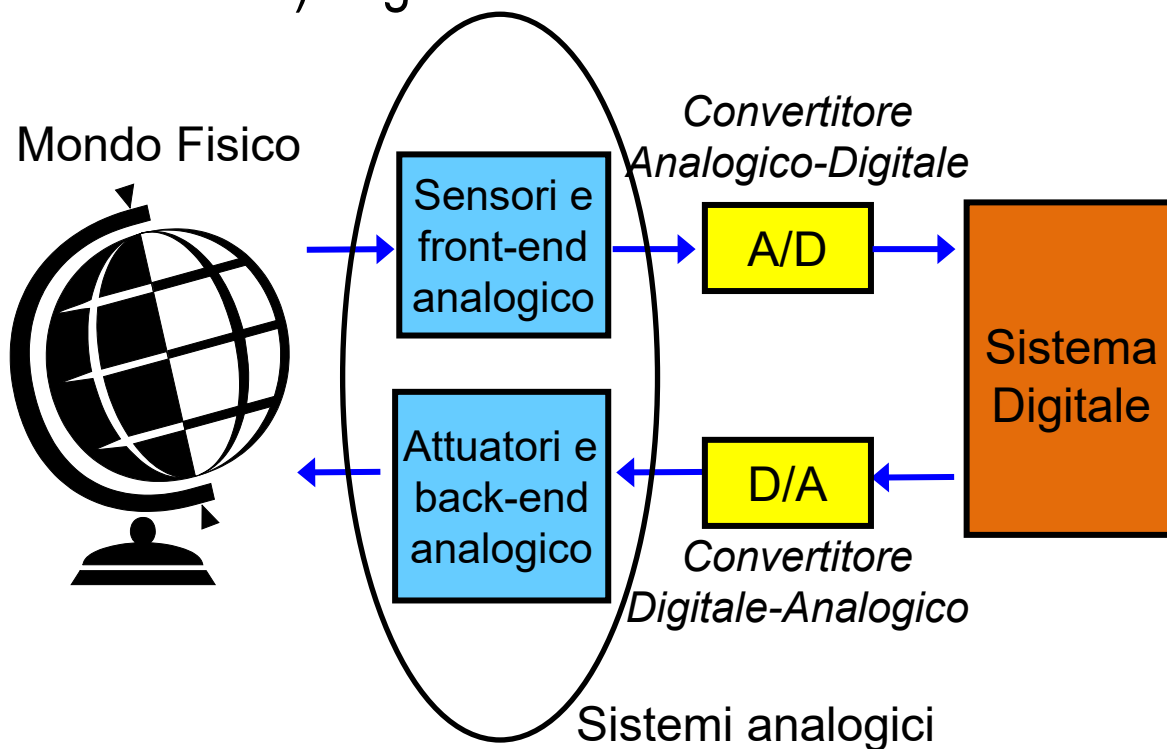 Mondo Fisico
Sensori e
front-end
analogico
Convertitore
Analogico-Digitale
A/D
Sistema
Digitale
Attuatori e
back-end
analogico
D/A
Convertitore
Digitale-Analogico
Sistemi analogici